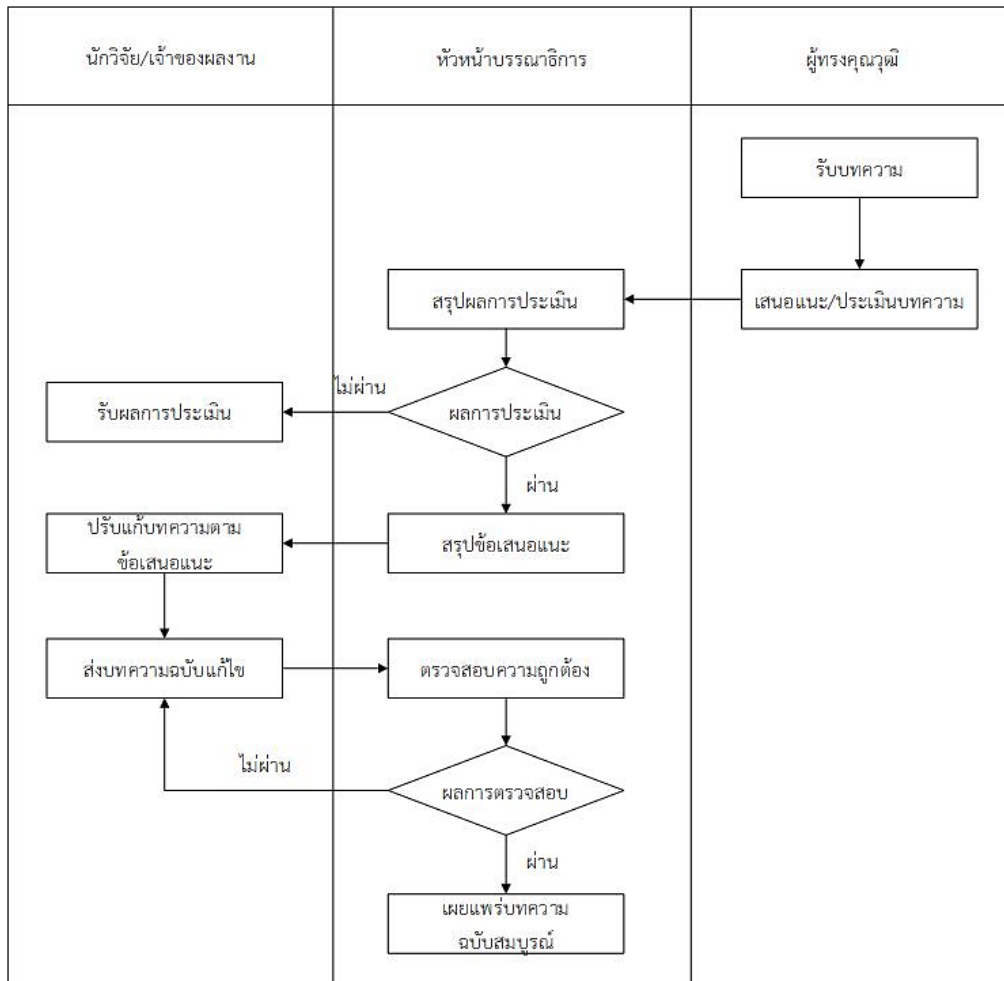 นักวิจัย/เจ้าของผลงาน
หัวหน้าบรรณาธิการ
ผู้ทรงคุณวุฒิ
รับบทความ
เสนอแนะ/ประเมินบทความ
สรุปผลการประเมิน
ผลการประเมิน
ไม่ผ่าน
รับผลการประเมิน
ผ่าน
สรุปข้อเสนอแนะ
ปรับแก้บทความตาม
ข้อเสนอแนะ
ส่งบทความฉบับแก้ไข
ตรวจสอบความถูกต้อง
ผลการตรวจสอบ
ไม่ผ่าน
ผ่าน
เผยแพร่บทความ
ฉบับสมบูรณ์